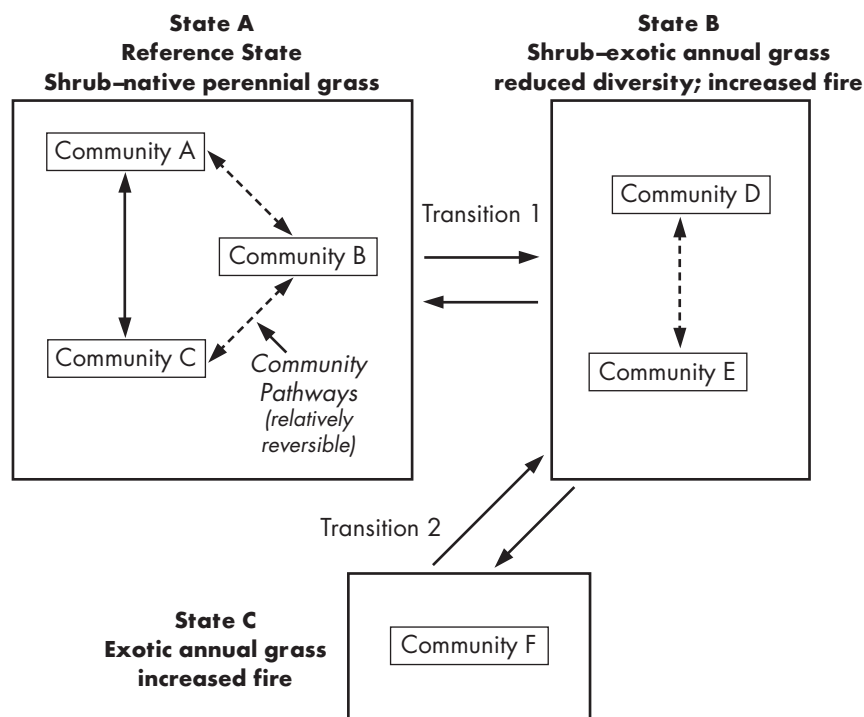 State A
Reference State
Shrub–native perennial grass
State B
Shrub–exotic annual grass
reduced diversity; increased fire
Community A
Community B
Community C
Community
Pathways
(relatively
reversible)
Transition 1
Community D
Community E
Transition 2
State C
Exotic annual grass
increased fire
Community F